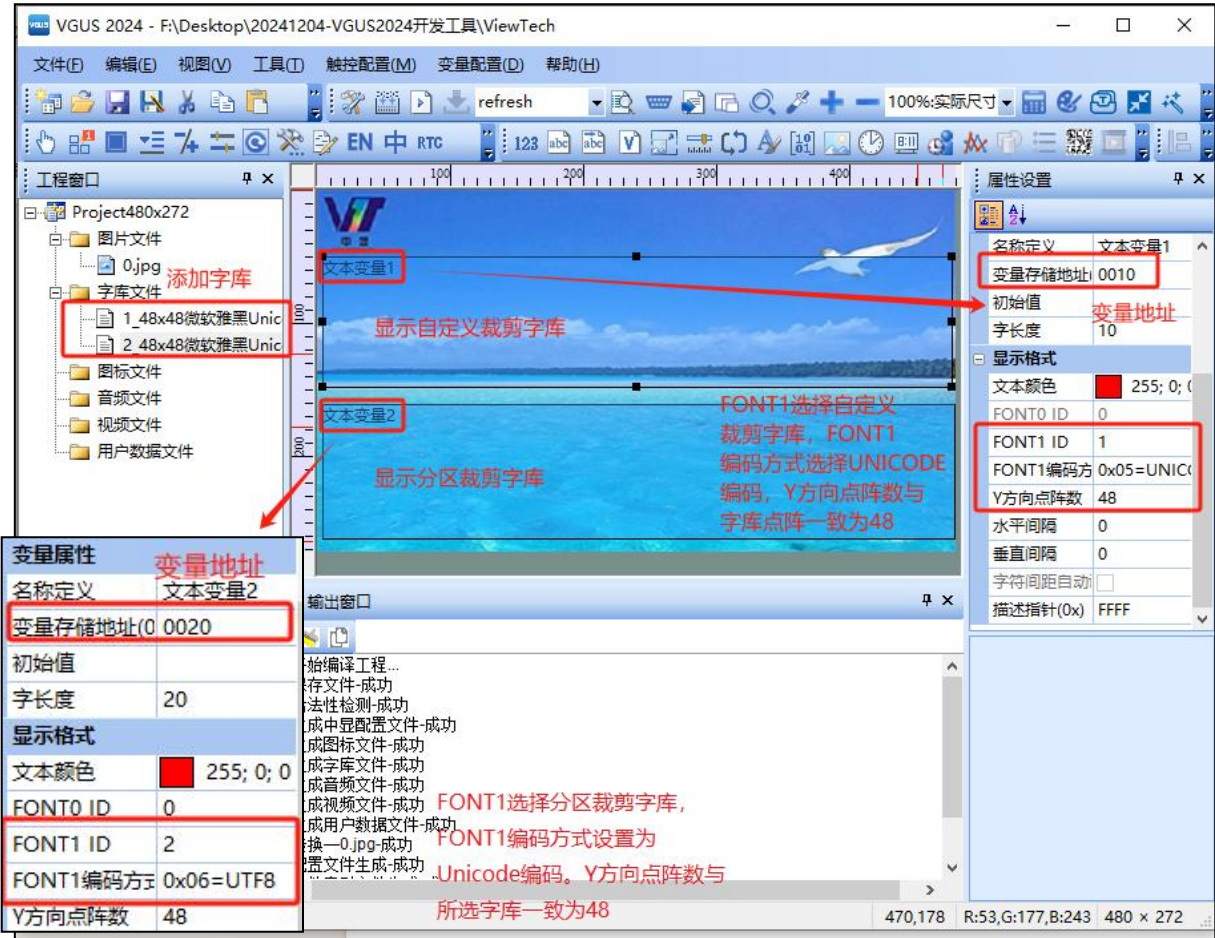 VGUS 2024 - F:\Desktop\20241204-VGUS2024开发工具\ViewTech
文件(F) 编辑(E) 视图(V) 工具(T) 触控配置(M) 变量配置(D) 帮助(H)
refresh 100%:实际尺寸
EN 中 RTC 123 abc abc V
工程窗口
Project480x272
图片文件
0.jpg
添加字库
字库文件
1_48x48微软雅黑Unic
2_48x48微软雅黑Unic
图标文件
音频文件
视频文件
用户数据文件
100 200 300 400
100
200
中显
文本变量1
显示自定义裁剪字库
文本变量2
显示分区裁剪字库
FONT1选择自定义
裁剪字库，FONT1
编码方式选择UNICODE
编码，Y方向点阵数与
字库点阵一致为48
属性设置
名称定义 文本变量1
变量存储地址( 0010
初始值
变量地址
字长度 10
显示格式
文本颜色 255; 0; 0
FONT0 ID 0
FONT1 ID 1
FONT1编码方 0x05=UNIC
Y方向点阵数 48
水平间隔 0
垂直间隔 0
字符间距自动
描述指针(0x) FFFF
变量属性
变量地址
名称定义 文本变量2
变量存储地址(0 0020
初始值
字长度 20
显示格式
文本颜色 255; 0; 0
FONT0 ID 0
FONT1 ID 2
FONT1编码方式 0x06=UTF8
Y方向点阵数 48
输出窗口
始编译工程...
保存文件-成功
合法性检测-成功
成中显配置文件-成功
成图标文件-成功
成字库文件-成功
成音频文件-成功
成视频文件-成功
成用户数据文件-成功
转换—0.jpg-成功
配置文件生成-成功
FONT1选择分区裁剪字库，
FONT1编码方式设置为
Unicode编码。Y方向点阵数与
所选字库一致为48
470,178 R:53,G:177,B:243 480 × 272